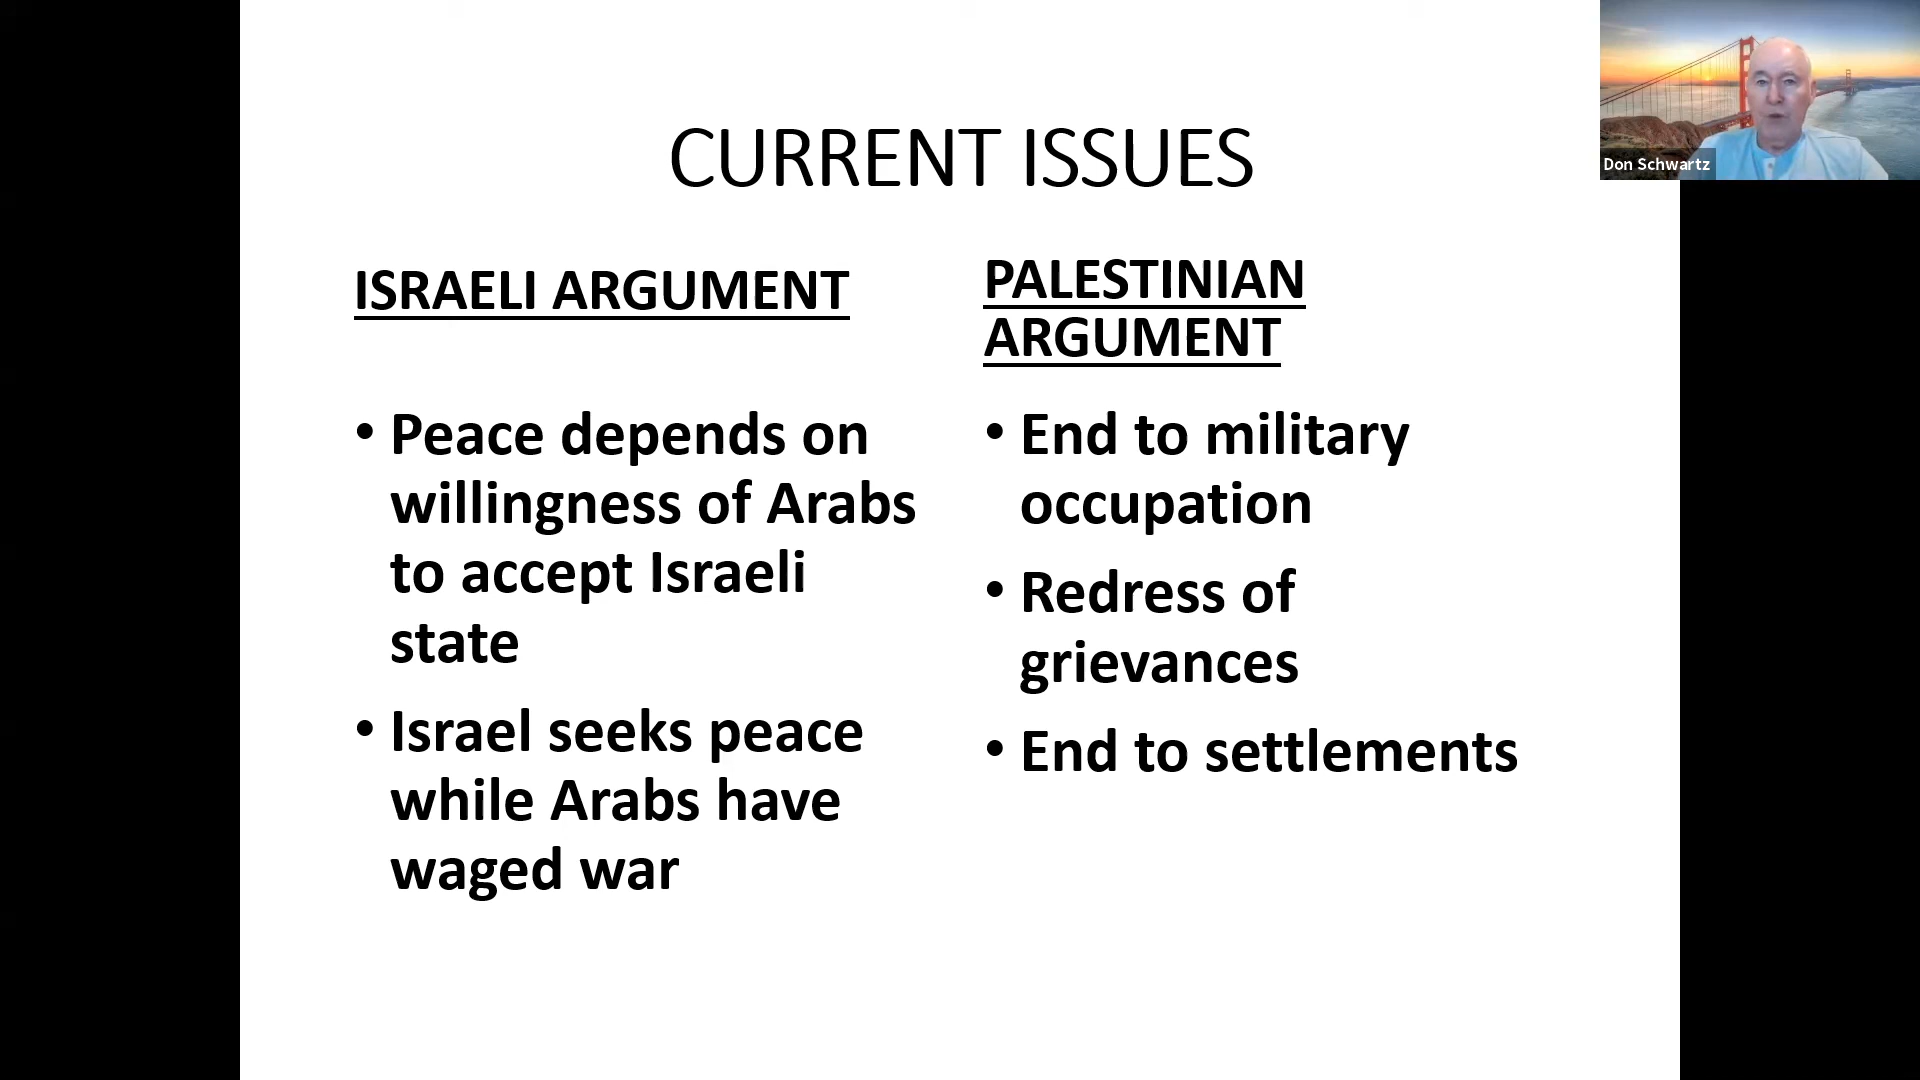 CURRENT ISSUES
ISRAELI ARGUMENT
• Peace depends on
willingness of Arabs
to accept Israeli
state
• Israel seeks peace
while Arabs have
waged war
PALESTINIAN
ARGUMENT
• End to military
occupation
• Redress of
grievances
• End to settlements
Don Schwartz